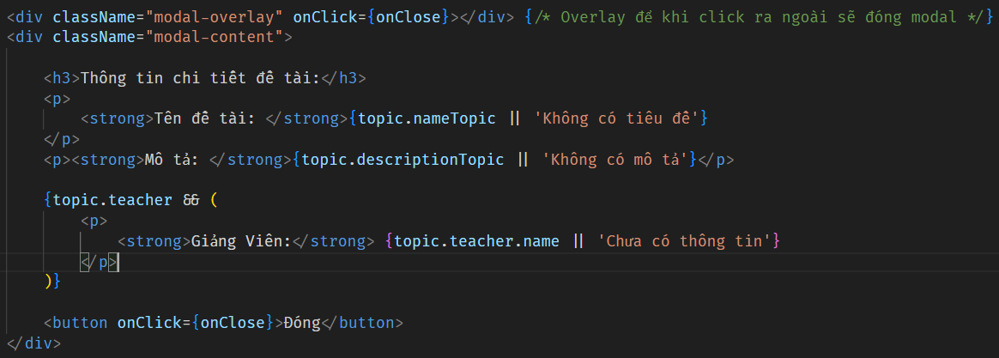 <div className="modal-overlay" onClick={onClose}></div> {/* Overlay để khi click ra ngoài sẽ đóng modal */}
<div className="modal-content">
<h3>Thông tin chi tiết đề tài:</h3>
<p>
<strong>Tên đề tài: </strong>{topic.nameTopic || 'Không có tiêu đề'}
</p>
<p><strong>Mô tả: </strong>{topic.descriptionTopic || 'Không có mô tả'}</p>
{topic.teacher && (
<p>
<strong>Giảng Viên:</strong> {topic.teacher.name || 'Chưa có thông tin'}
</p>
)}
<button onClick={onClose}>Đóng</button>
</div>